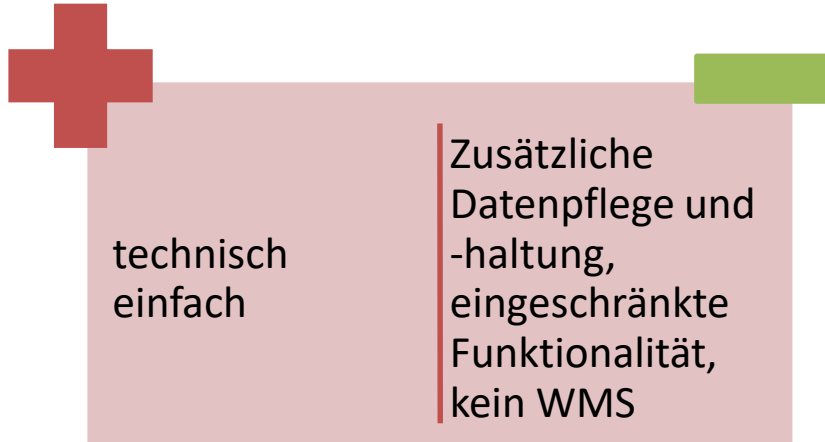 technisch
einfach
Zusätzliche
Datenpflege und
-haltung,
eingeschränkte
Funktionalität,
kein WMS